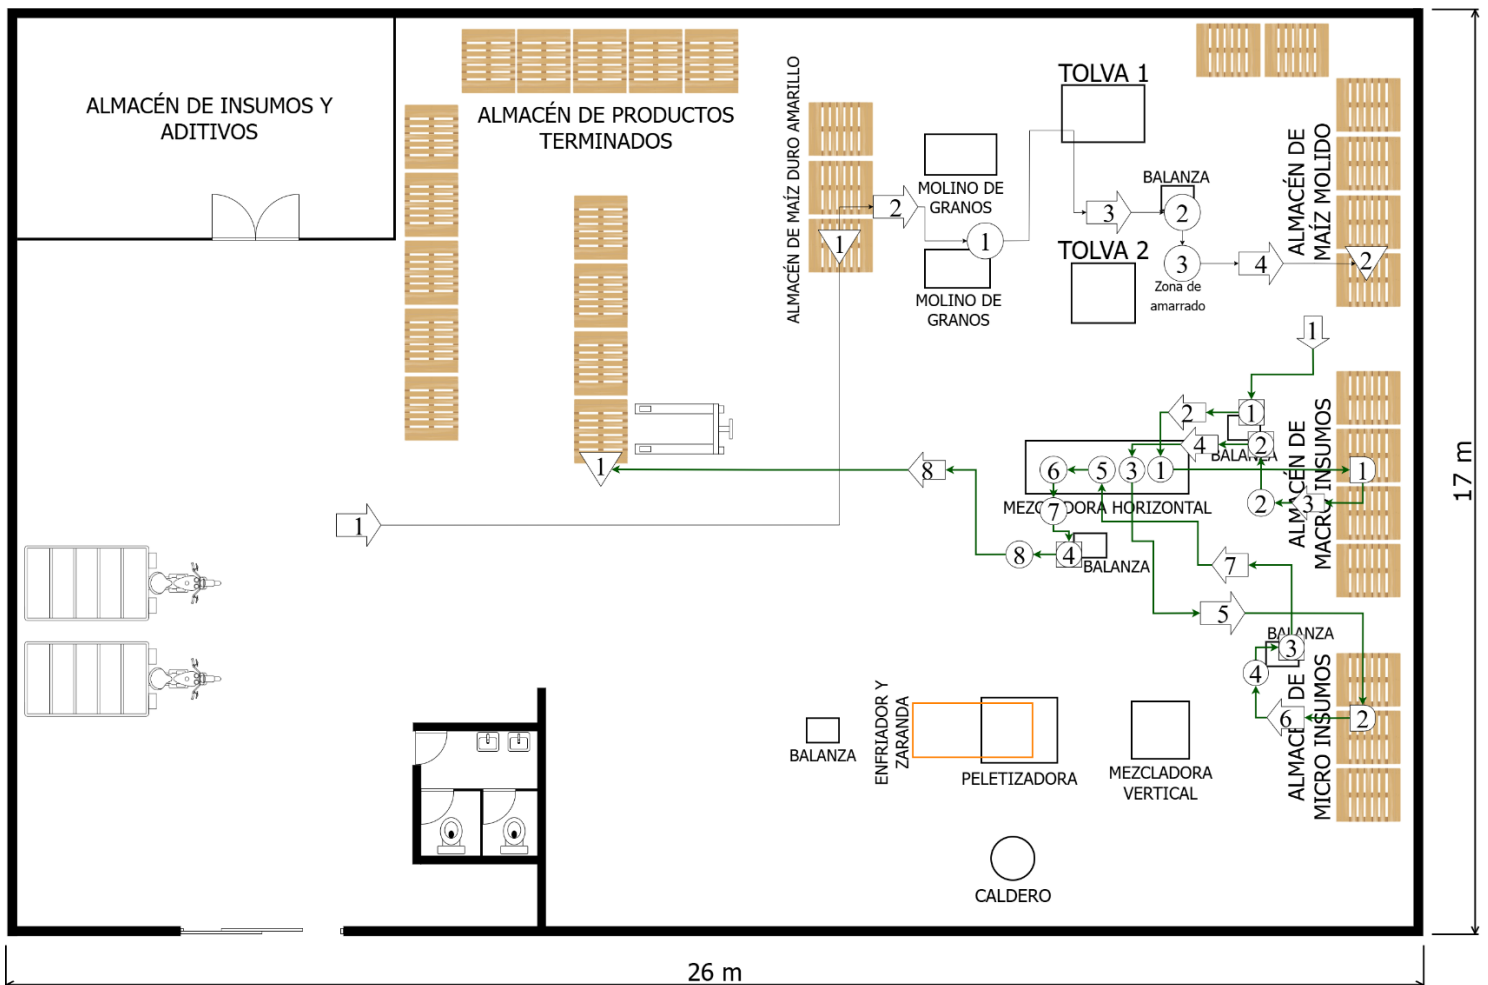 ALMACÉN DE INSUMOS Y
ADITIVOS
ALMACÉN DE PRODUCTOS
TERMINADOS
ALMACÉN DE MAÍZ DURO AMARILLO
1
2
MOLINO DE
GRANOS
1
MOLINO DE
GRANOS
TOLVA 1
3
BALANZA
2
TOLVA 2
3
Zona de
amarrado
4
ALMACÉN DE
MAÍZ MOLIDO
2
1
1
2
4
2
BALANZA
ALMACÉN DE
MACRO INSUMOS
6
5
3
1
1
MEZCLADORA HORIZONTAL
2
3
7
8
4
BALANZA
7
8
1
1
5
BALANZA
3
4
6
2
ALMACÉN DE
MICRO INSUMOS
BALANZA
ENFRIADOR Y
ZARANDA
PELETIZADORA
MEZCLADORA
VERTICAL
CALDERO
17 m
26 m